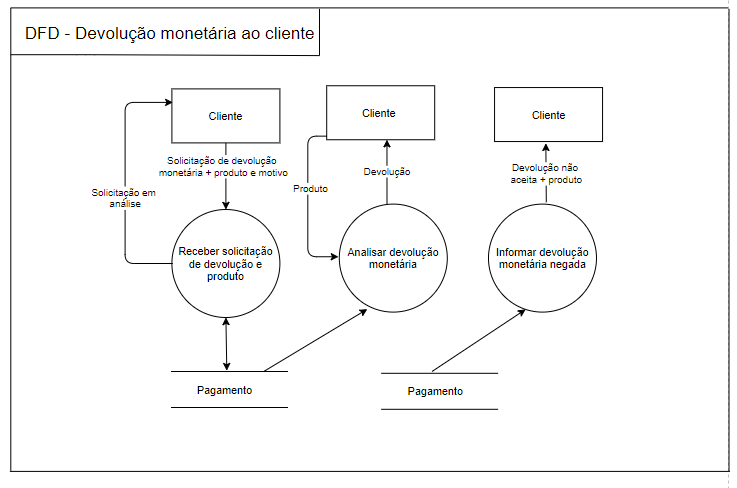 DFD - Devolução monetária ao cliente
Cliente
Cliente
Cliente
Solicitação de devolução
monetária + produto e motivo
Devolução
Devolução não
aceita + produto
Solicitação em
análise
Produto
Receber solicitação
de devolução e
produto
Analisar devolução
monetária
Informar devolução
monetária negada
Pagamento
Pagamento